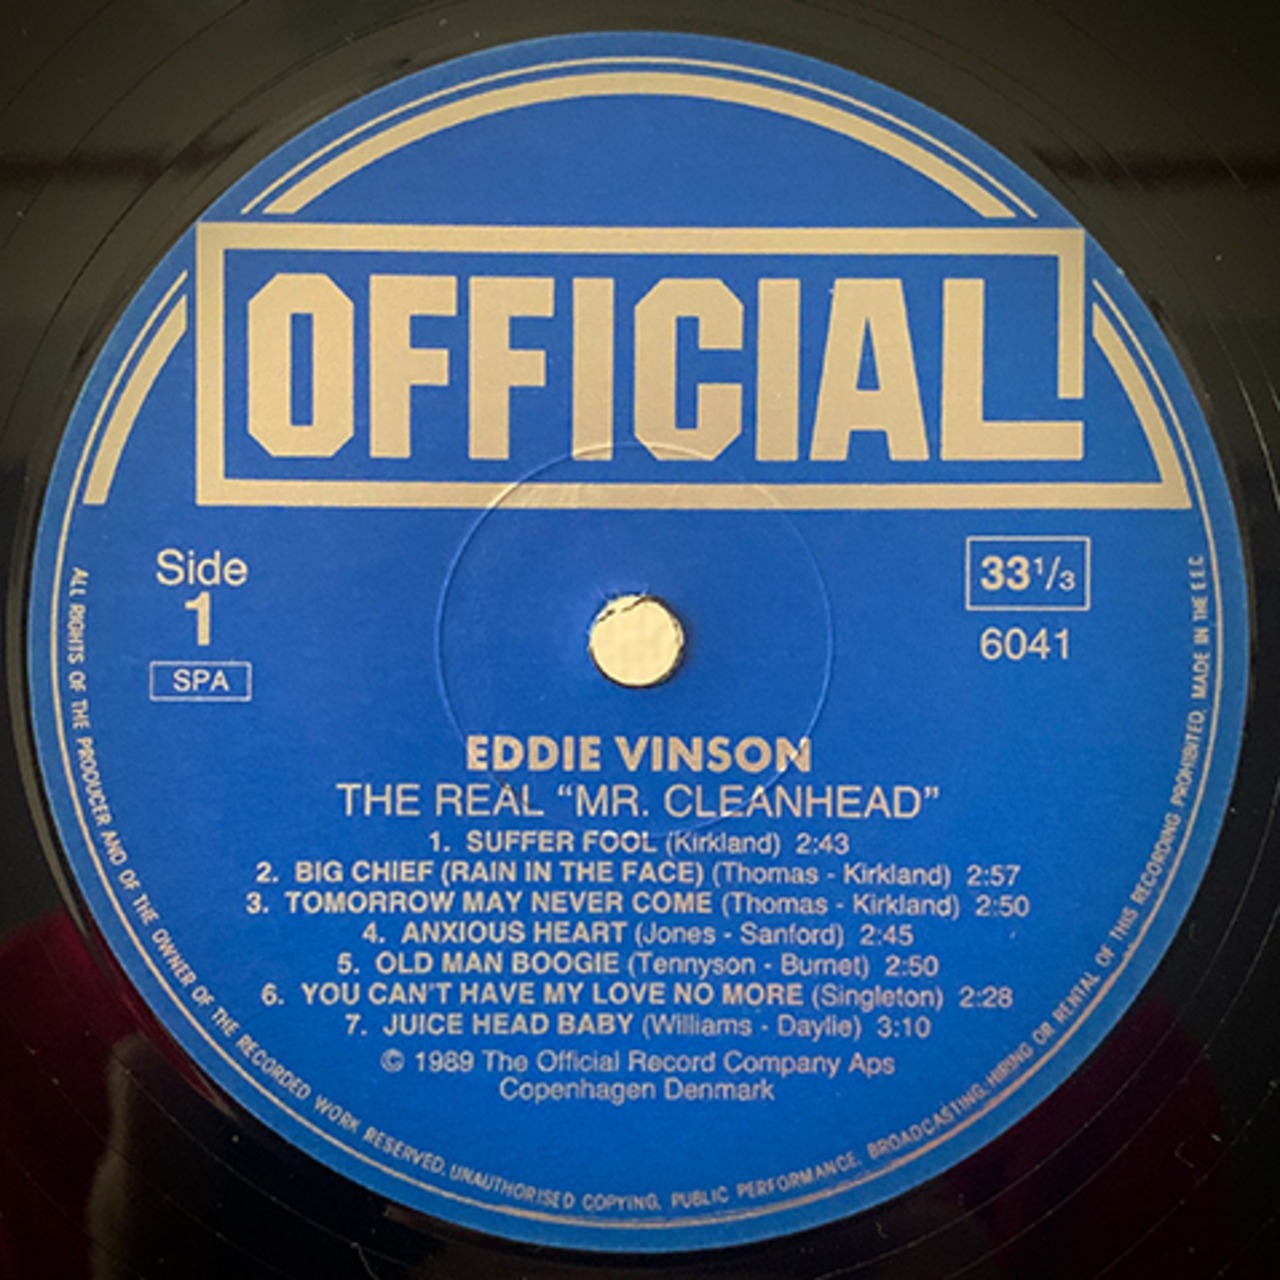 OFFICIAL
Side
1
SPA
33 1/3
6041
EDDIE VINSON
THE REAL “MR. CLEANHEAD”
1. SUFFER FOOL (Kirkland) 2:43
2. BIG CHIEF (RAIN IN THE FACE) (Thomas - Kirkland) 2:57
3. TOMORROW MAY NEVER COME (Thomas - Kirkland) 2:50
4. ANXIOUS HEART (Jones - Sanford) 2:45
5. OLD MAN BOOGIE (Tennyson - Burnet) 2:50
6. YOU CAN'T HAVE MY LOVE NO MORE (Singleton) 2:28
7. JUICE HEAD BABY (Williams - Daylie) 3:10
© 1989 The Official Record Company Aps
Copenhagen Denmark
ALL RIGHTS OF THE PRODUCER AND OF THE OWNER OF THE RECORDED WORK RESERVED. UNAUTHORISED COPYING, PUBLIC PERFORMANCE, BROADCASTING, HIRING OR RENTAL OF THIS RECORDING PROHIBITED. MADE IN THE E.E.C